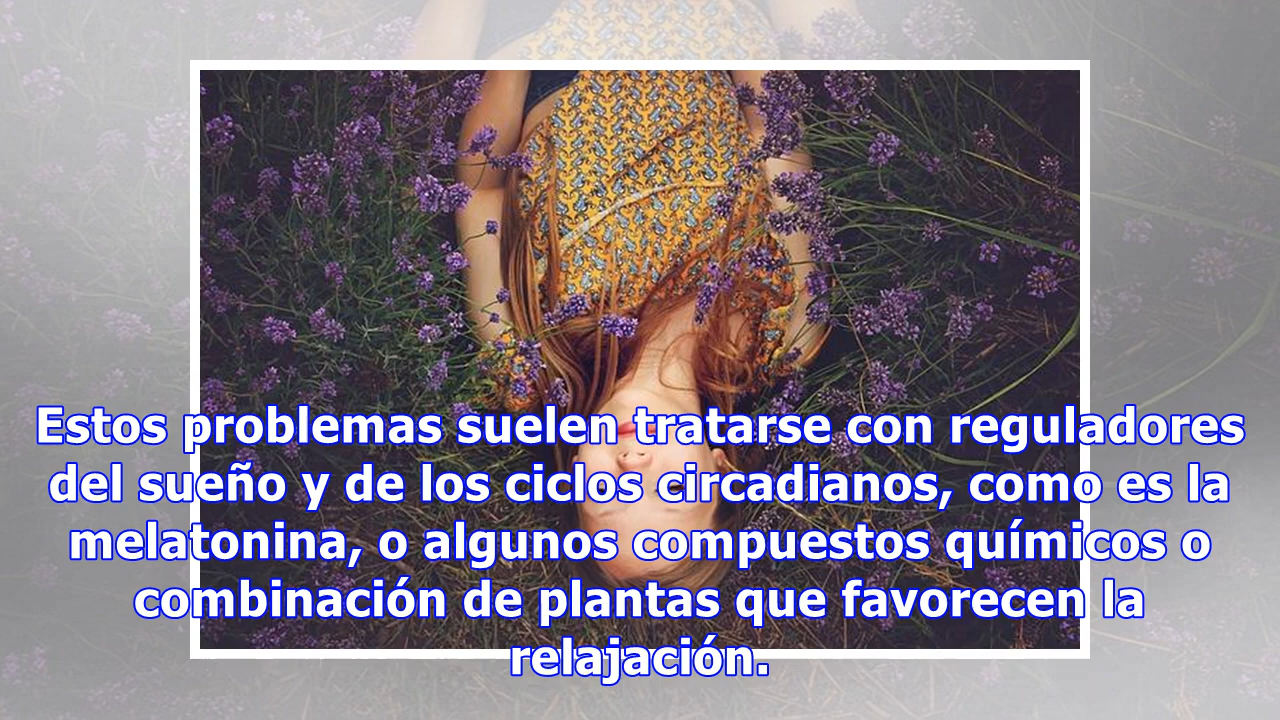 Estos problemas suelen tratarse con reguladores
del sueño y de los ciclos circadianos, como es la
melatonina, o algunos compuestos químicos o
combinación de plantas que favorecen la
relajación.